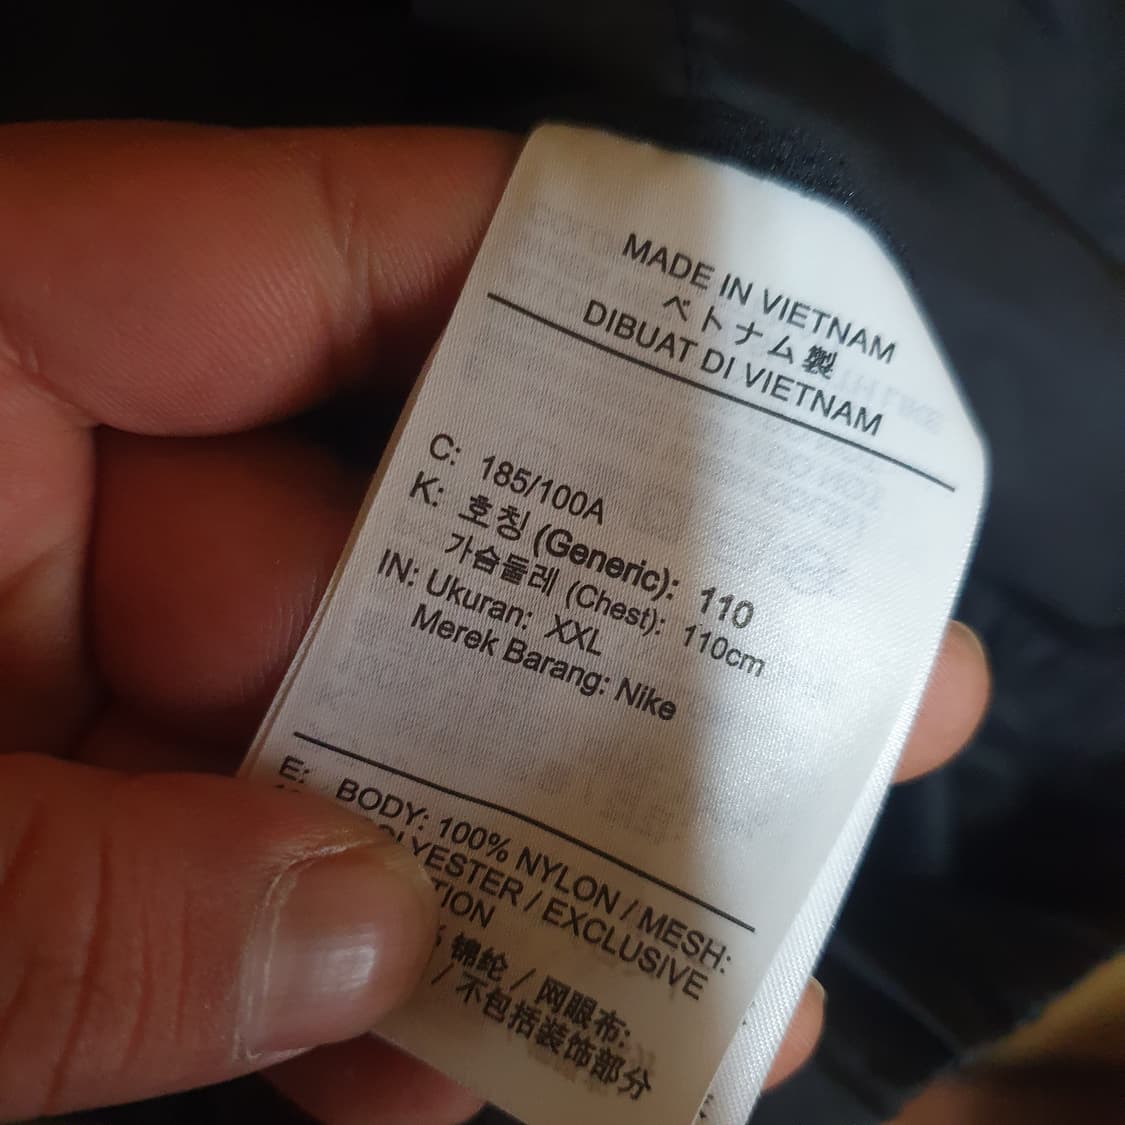 MADE IN VIETNAM
ベトナム製
DIBUAT DI VIETNAM
C: 185/100A
K: 호칭 (Generic): 110
가슴둘레 (Chest): 110cm
IN: Ukuran: XXL
Merek Barang: Nike
E: BODY: 100% NYLON / MESH:
LYESTER / EXCLUSIVE
TION
锦纶 / 网眼布:
/ 不包括装饰部分